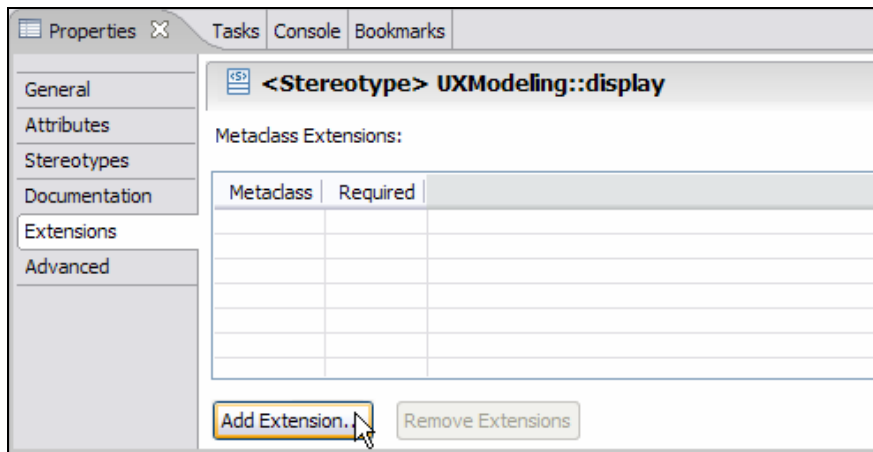 Properties Tasks Console Bookmarks
<S>
<Stereotype> UXModeling::display
General
Attributes
Stereotypes
Documentation
Extensions
Advanced
Metaclass Extensions:
Metaclass Required
Add Extension.. Remove Extensions